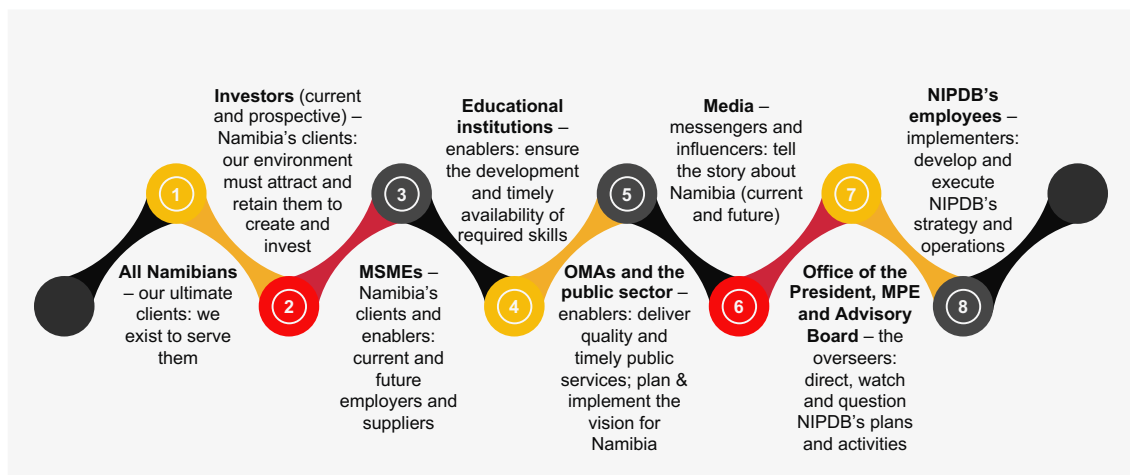 1
All Namibians
– our ultimate
clients: we
exist to serve
them
2
Investors (current
and prospective) –
Namibia’s clients:
our environment
must attract and
retain them to
create and
invest
3
MSMEs –
Namibia’s
clients and
enablers:
current and
future
employers and
suppliers
4
Educational
institutions –
enablers: ensure
the development
and timely
availability of
required skills
5
OMAs and the
public sector –
enablers: deliver
quality and
timely public
services; plan &
implement the
vision for
Namibia
6
Media –
messengers and
influencers: tell
the story about
Namibia (current
and future)
7
Office of the
President, MPE
and Advisory
Board – the
overseers:
direct, watch
and question
NIPDB’s plans
and activities
8
NIPDB’s
employees –
implementers:
develop and
execute
NIPDB’s
strategy and
operations